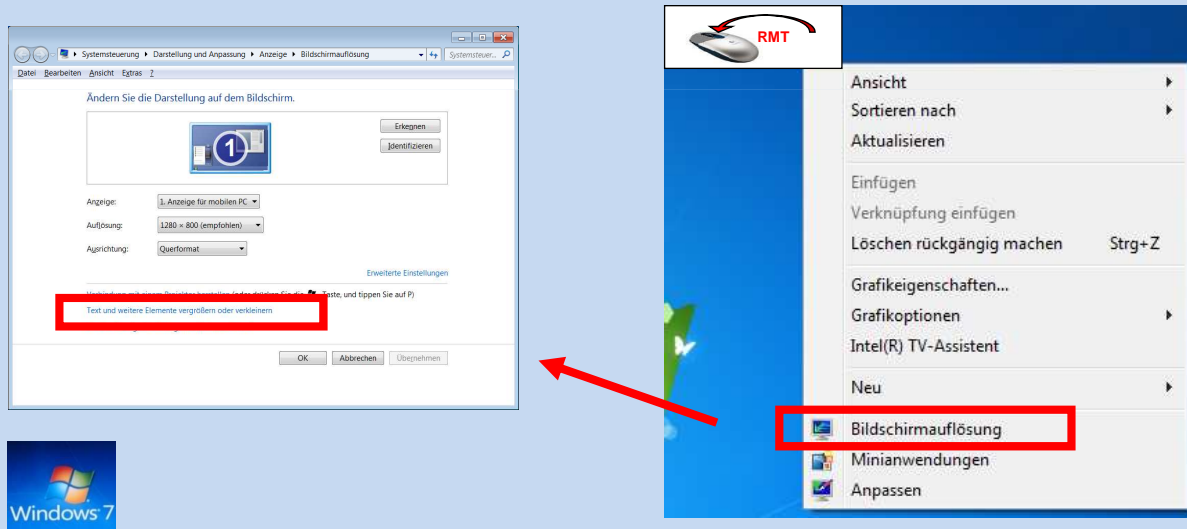 Systemsteuerung Darstellung und Anpassung Anzeige Bildschirmauflösung
Systemsteuer...
Datei Bearbeiten Ansicht Extras ?
Ändern Sie die Darstellung auf dem Bildschirm.
1
Erkennen
Identifizieren
Anzeige: 1. Anzeige für mobilen PC
Auflösung: 1280 × 800 (empfohlen)
Ausrichtung: Querformat
Erweiterte Einstellungen
Taste, und tippen Sie auf P)
Text und weitere Elemente vergrößern oder verkleinern
OK Abbrechen Übernehmen
Windows 7
RMT
Ansicht
Sortieren nach
Aktualisieren
Einfügen
Verknüpfung einfügen
Löschen rückgängig machen Strg+Z
Grafikeigenschaften...
Grafikoptionen
Intel(R) TV-Assistent
Neu
Bildschirmauflösung
Minianwendungen
Anpassen